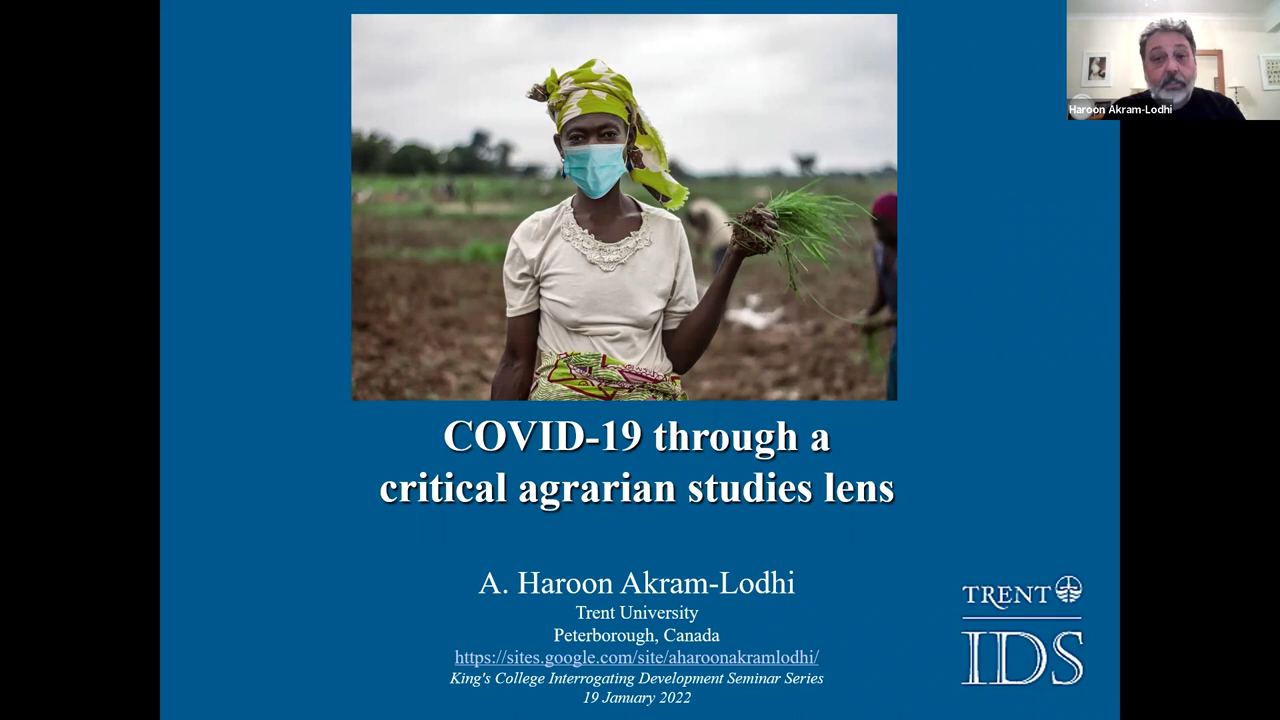 Haroon Akram-Lodhi
COVID-19 through a
critical agrarian studies lens
A. Haroon Akram-Lodhi
Trent University
Peterborough, Canada
https://sites.google.com/site/aharoonakramlodhi/
King's College Interrogating Development Seminar Series
19 January 2022
TRENT
IDS